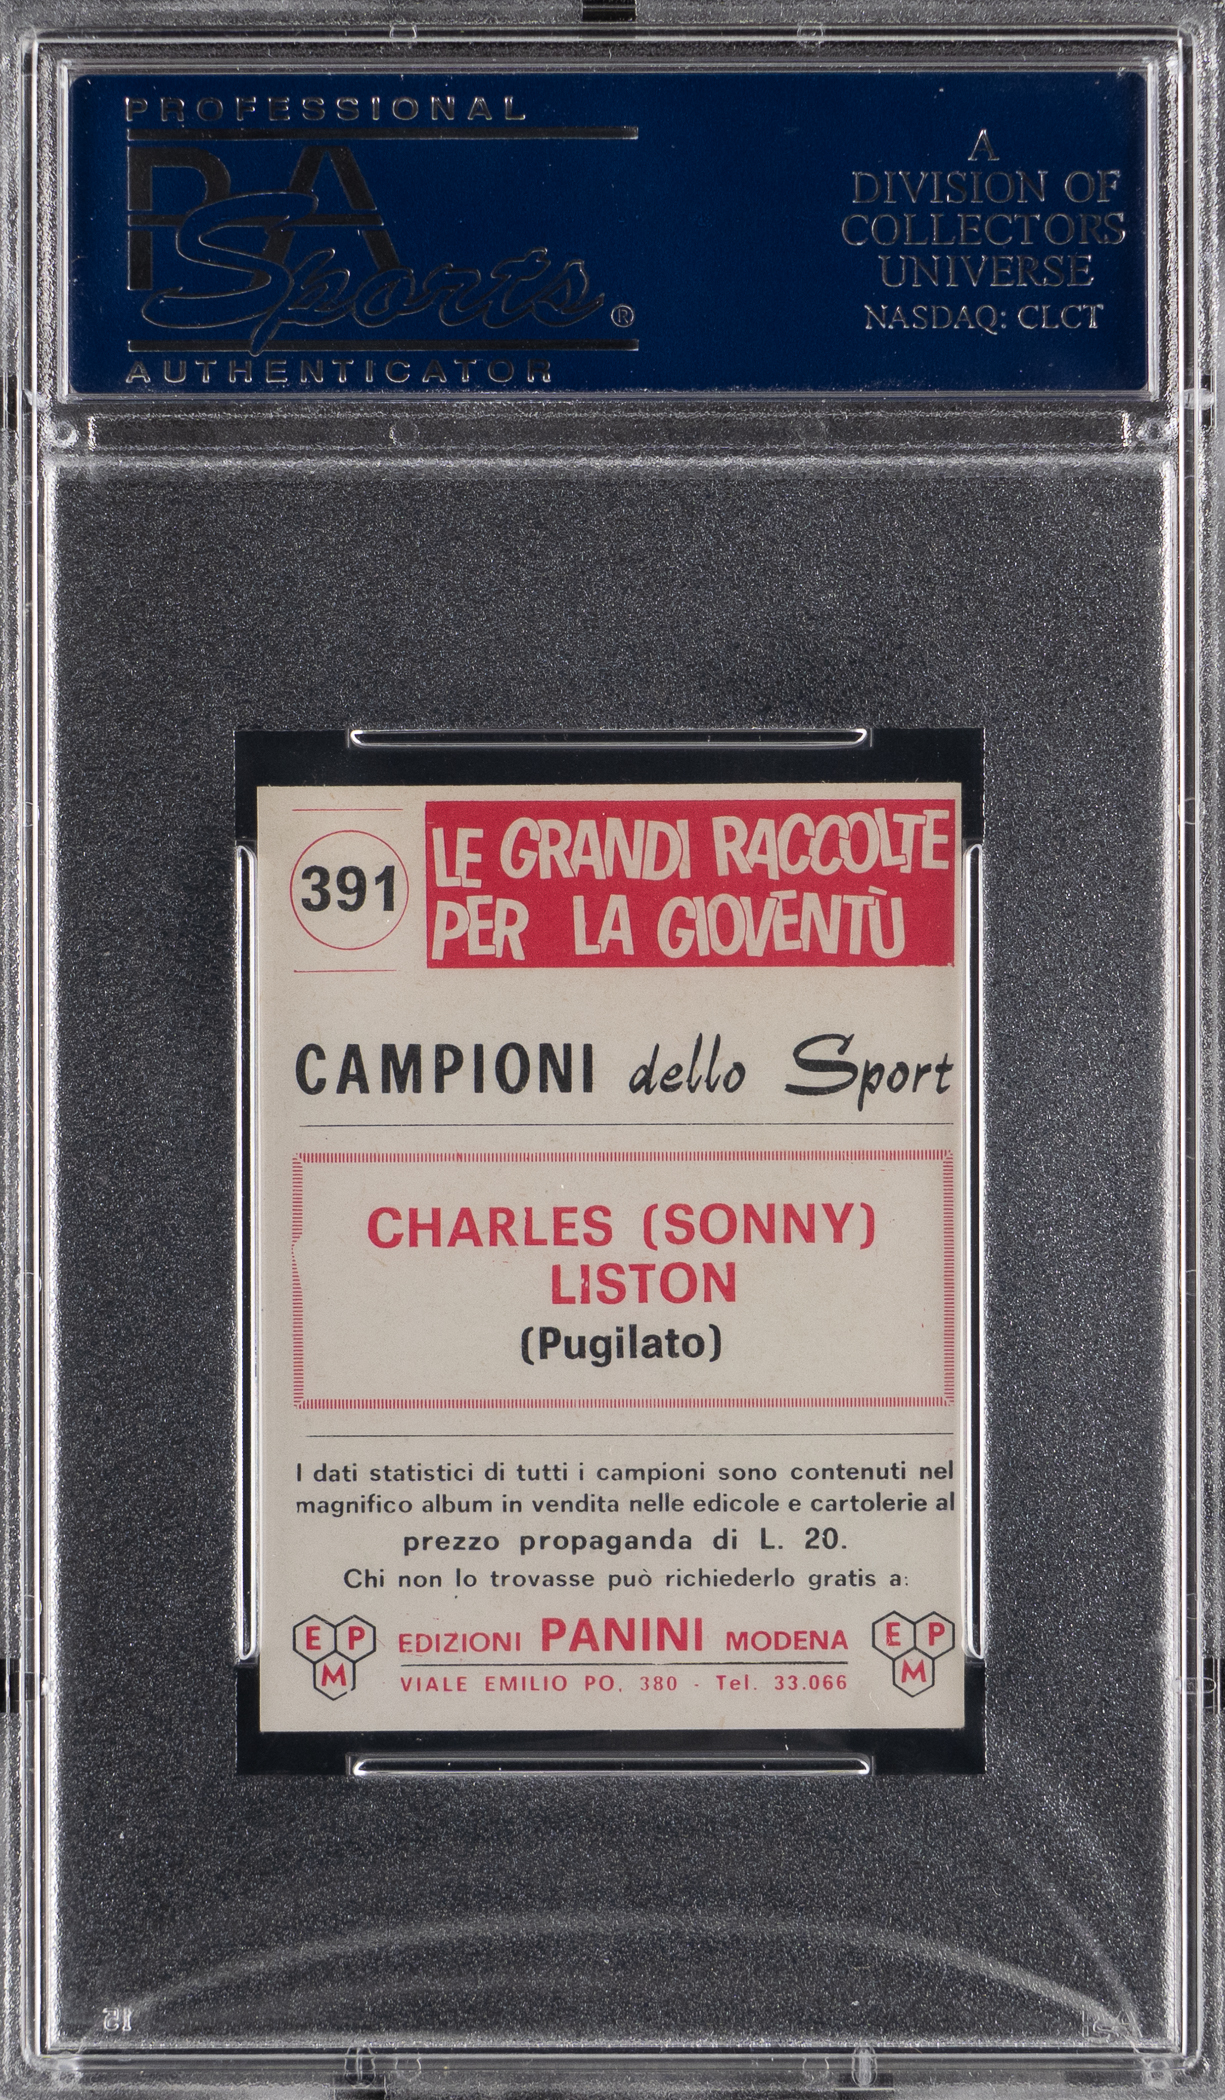 PROFESSIONAL
PSA
Sports®
AUTHENTICATOR
A
DIVISION OF
COLLECTORS
UNIVERSE
NASDAQ: CLCT
391
LE GRANDI RACCOLTE
PER LA GIOVENTÙ
CAMPIONI dello Sport
CHARLES (SONNY)
LISTON
(Pugilato)
I dati statistici di tutti i campioni sono contenuti nel
magnifico album in vendita nelle edicole e cartolerie al
prezzo propaganda di L. 20.
Chi non lo trovasse può richiederlo gratis a:
E P
M
EDIZIONI PANINI MODENA
VIALE EMILIO PO, 380 - Tel. 33.066
E P
M
15